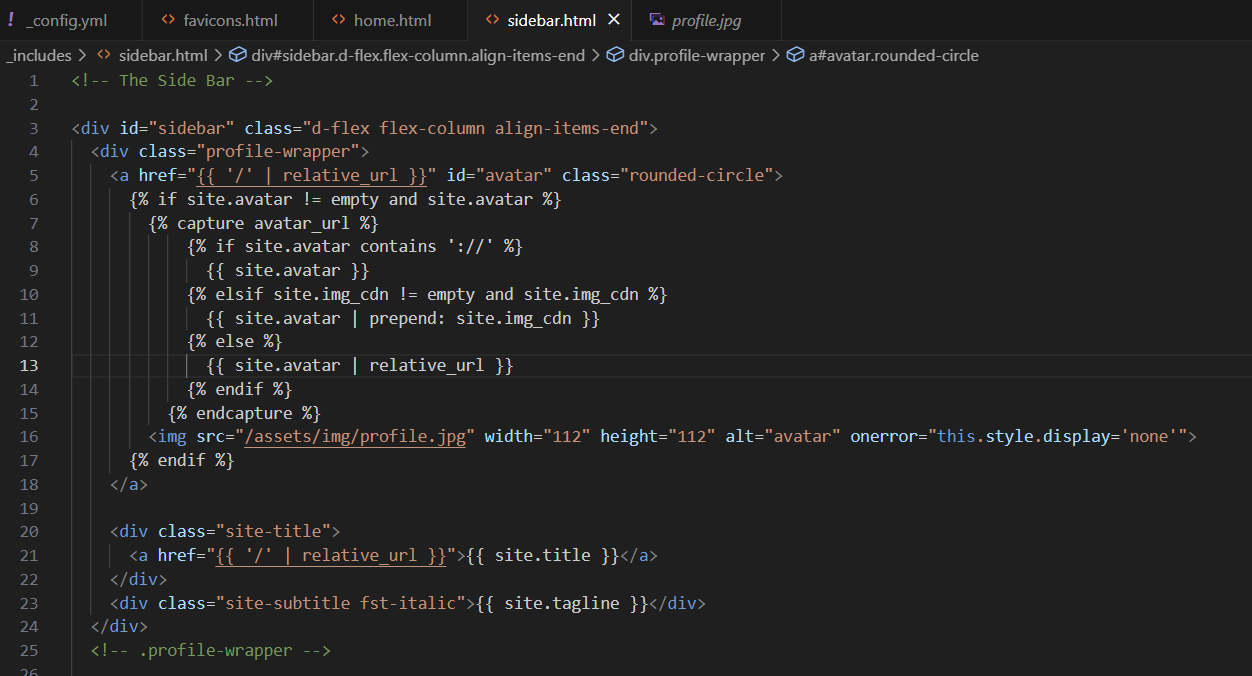 ! _config.yml <> favicons.html <> home.html <> sidebar.html × profile.jpg
_includes > <> sidebar.html > div#sidebar.d-flex.flex-column.align-items-end > div.profile-wrapper > a#avatar.rounded-circle
1 <!-- The Side Bar -->
2
3 <div id="sidebar" class="d-flex flex-column align-items-end">
4 <div class="profile-wrapper">
5 <a href="{{ '/' | relative_url }}" id="avatar" class="rounded-circle">
6 {% if site.avatar != empty and site.avatar %}
7 {% capture avatar_url %}
8 {% if site.avatar contains '://' %}
9 {{ site.avatar }}
10 {% elsif site.img_cdn != empty and site.img_cdn %}
11 {{ site.avatar | prepend: site.img_cdn }}
12 {% else %}
13 {{ site.avatar | relative_url }}
14 {% endif %}
15 {% endcapture %}
16 <img src="/assets/img/profile.jpg" width="112" height="112" alt="avatar" onerror="this.style.display='none'">
17 {% endif %}
18 </a>
19
20 <div class="site-title">
21 <a href="{{ '/' | relative_url }}">{{ site.title }}</a>
22 </div>
23 <div class="site-subtitle fst-italic">{{ site.tagline }}</div>
24 </div>
25 <!-- .profile-wrapper -->
26